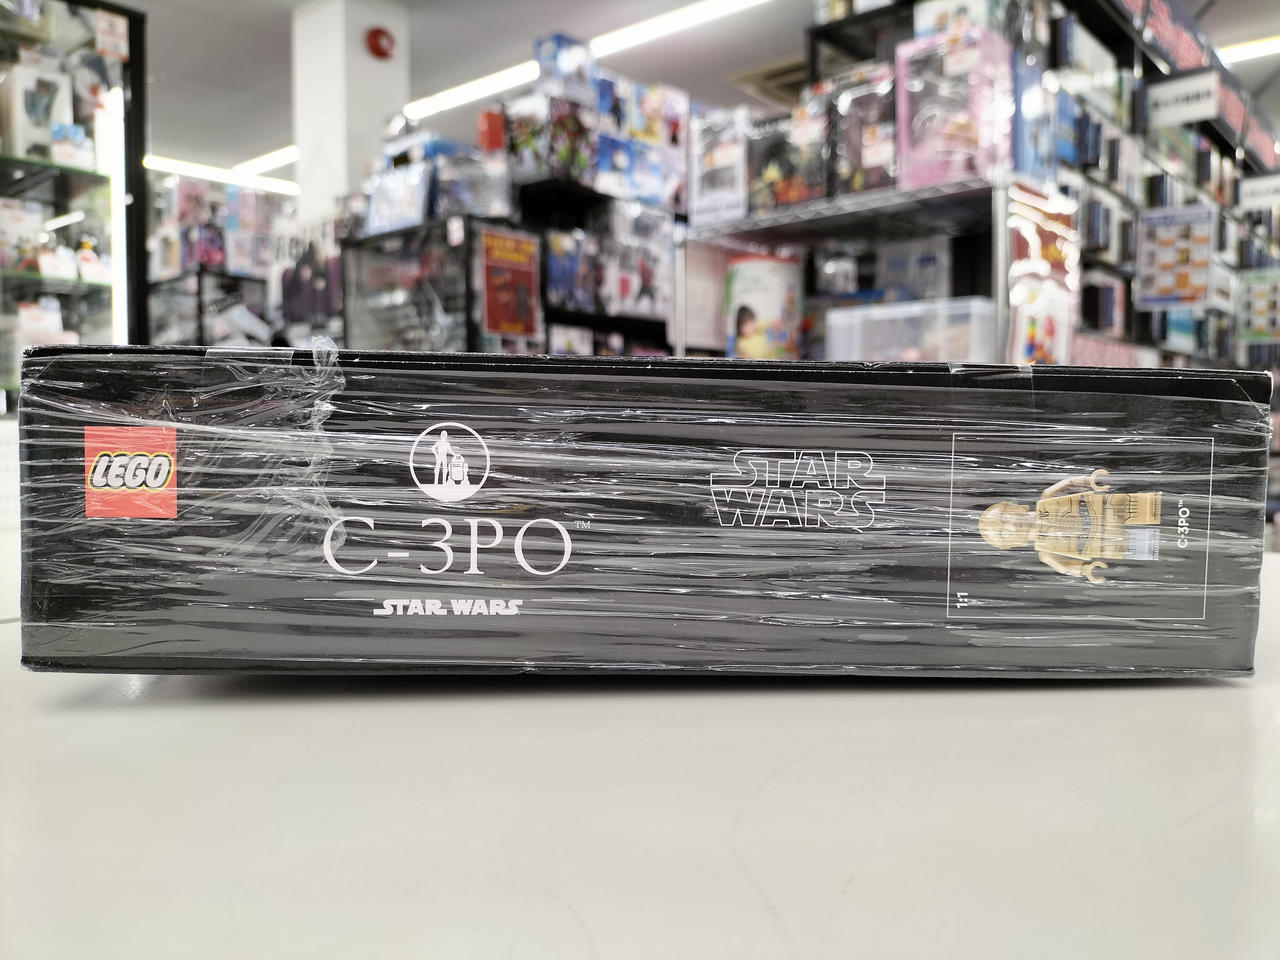 LEGO
C-3PO™
STAR WARS
STAR
WARS
1:1
C-3PO™